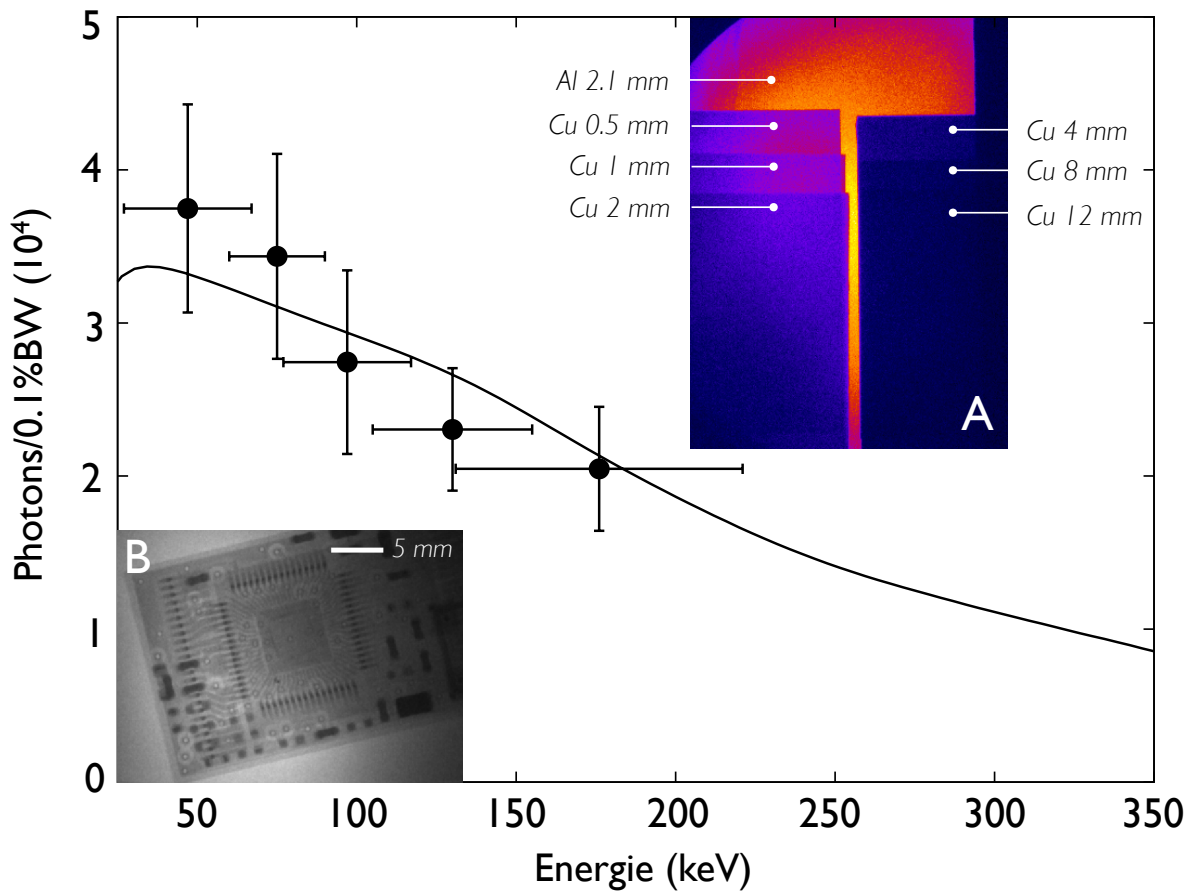 5
4
3
2
1
0
Photons/0.1%BW (10⁴)
50
100
150
200
250
300
350
Energie (keV)
Al 2.1 mm
Cu 0.5 mm
Cu 1 mm
Cu 2 mm
Cu 4 mm
Cu 8 mm
Cu 12 mm
A
B
5 mm